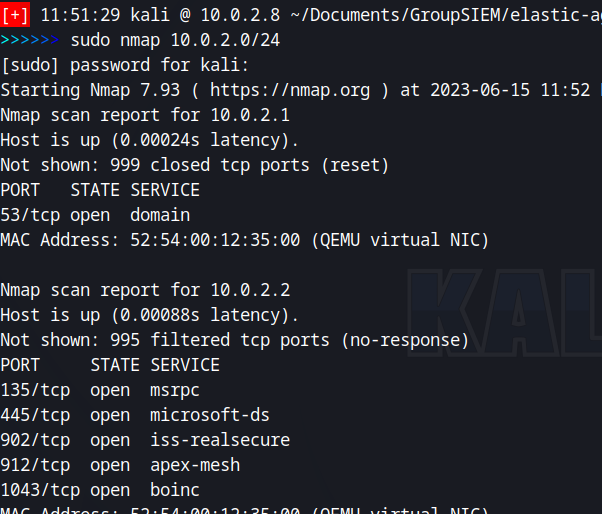 [+] 11:51:29 kali @ 10.0.2.8 ~/Documents/GroupSIEM/elastic-a
>>>>>> sudo nmap 10.0.2.0/24
[sudo] password for kali:
Starting Nmap 7.93 ( https://nmap.org ) at 2023-06-15 11:52
Nmap scan report for 10.0.2.1
Host is up (0.00024s latency).
Not shown: 999 closed tcp ports (reset)
PORT   STATE SERVICE
53/tcp open  domain
MAC Address: 52:54:00:12:35:00 (QEMU virtual NIC)
KAL
Nmap scan report for 10.0.2.2
Host is up (0.00088s latency).
Not shown: 995 filtered tcp ports (no-response)
PORT     STATE SERVICE
135/tcp  open  msrpc
445/tcp  open  microsoft-ds
902/tcp  open  iss-realsecure
912/tcp  open  apex-mesh
1043/tcp open  boinc
MAC Address: 52:54:00:12:35:00 (QEMU virtual NIC)